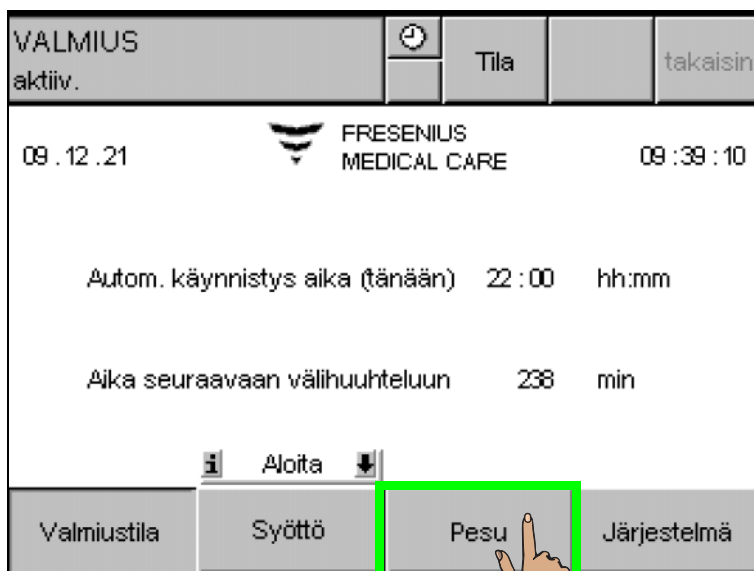 VALMIUS
aktiiv.
Tila
takaisin
09.12.21
FRESENIUS
MEDICAL CARE
09:39:10
Autom. käynnistys aika (tänään) 22:00 hh:mm
Aika seuraavaan välihuuhteluun 238 min
i Aloita
Valmiustila
Syöttö
Pesu
Järjestelmä